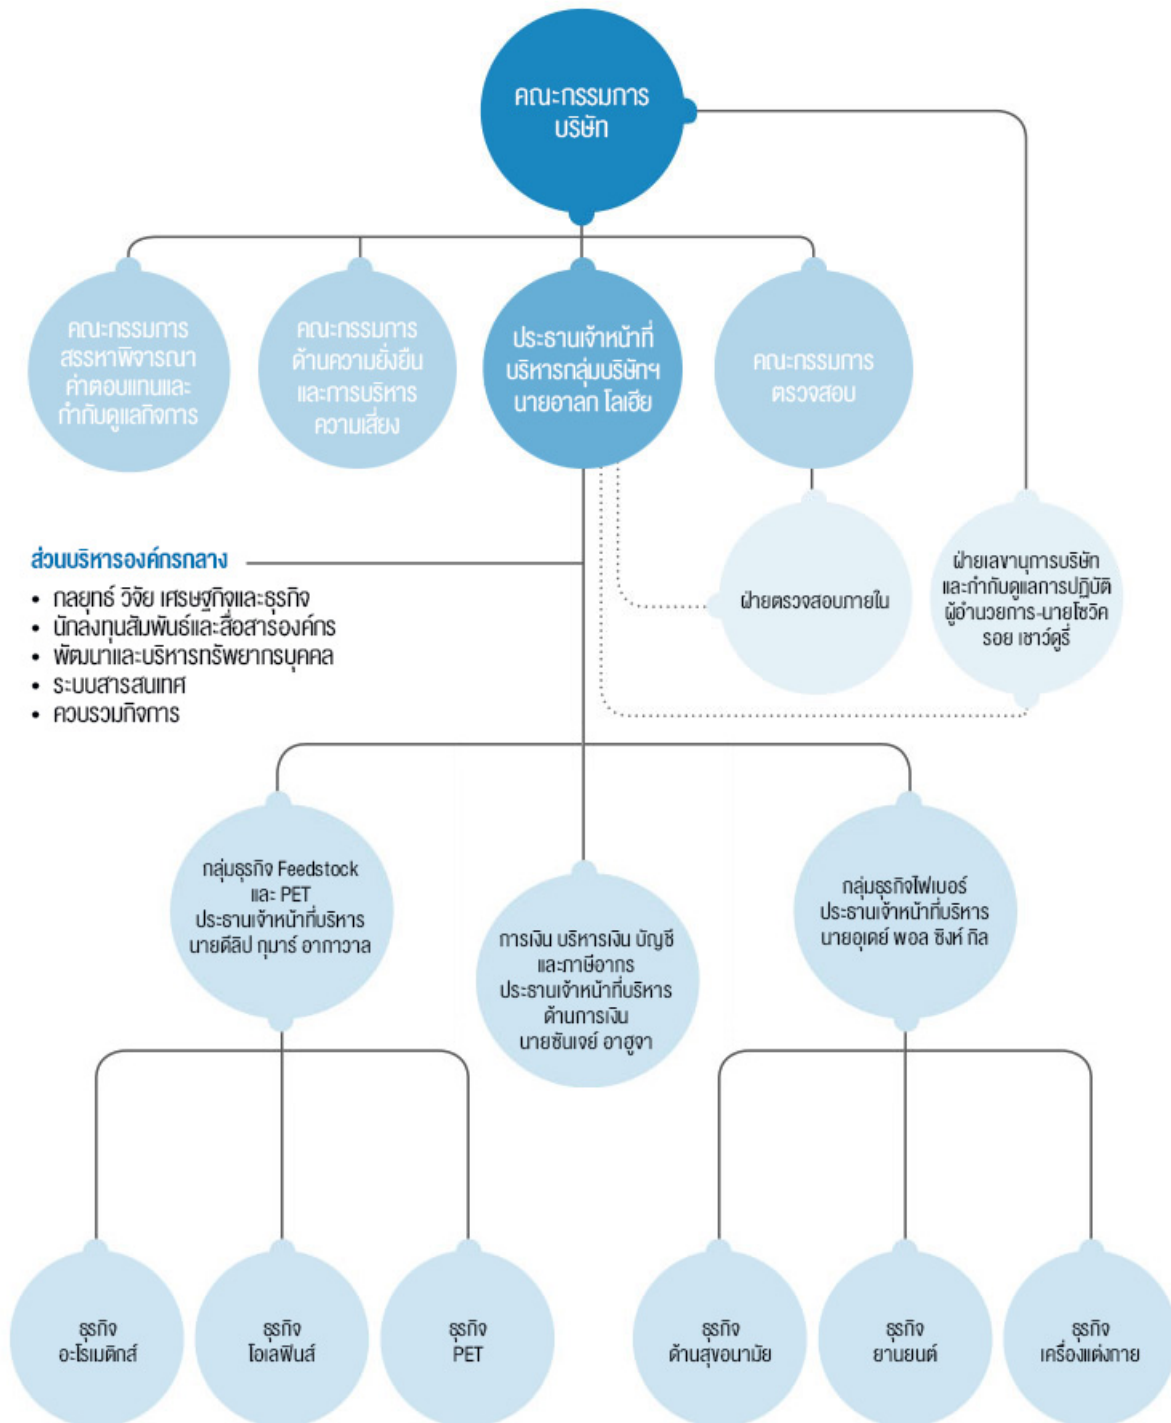 คณะกรรมการ
บริษัท
คณะกรรมการ
สรรหาพิจารณา
ค่าตอบแทนและ
กำกับดูแลกิจการ
คณะกรรมการ
ด้านความยั่งยืน
และการบริหาร
ความเสี่ยง
ประธานเจ้าหน้าที่
บริหารกลุ่มบริษัทฯ
นายอาลก โลเฮีย
คณะกรรมการ
ตรวจสอบ
ส่วนบริหารองค์กรกลาง
• กลยุทธ์ วิจัย เศรษฐกิจและธุรกิจ
• นักลงทุนสัมพันธ์และสื่อสารองค์กร
• พัฒนาและบริหารทรัพยากรบุคคล
• ระบบสารสนเทศ
• ควบรวมกิจการ
ฝ่ายตรวจสอบภายใน
ฝ่ายเลขานุการบริษัท
และกำกับดูแลการปฏิบัติ
ผู้อำนวยการ-นายโชวิค
รอย เชาว์ดูรี่
กลุ่มธุรกิจ Feedstock
และ PET
ประธานเจ้าหน้าที่บริหาร
นายดีลิป กุมาร์ อากาวาล
การเงิน บริหารเงิน บัญชี
และภาษีอากร
ประธานเจ้าหน้าที่บริหาร
ด้านการเงิน
นายซันเจย์ อาฮูจา
กลุ่มธุรกิจไฟเบอร์
ประธานเจ้าหน้าที่บริหาร
นายอุเดย์ พอล ซิงห์ กิล
ธุรกิจ
อะโรเมติกส์
ธุรกิจ
โอเลฟินส์
ธุรกิจ
PET
ธุรกิจ
ด้านสุขอนามัย
ธุรกิจ
ยานยนต์
ธุรกิจ
เครื่องแต่งกาย